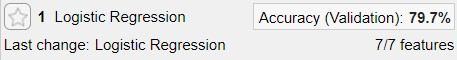 1 Logistic Regression Accuracy (Validation): 79.7%
Last change: Logistic Regression 7/7 features